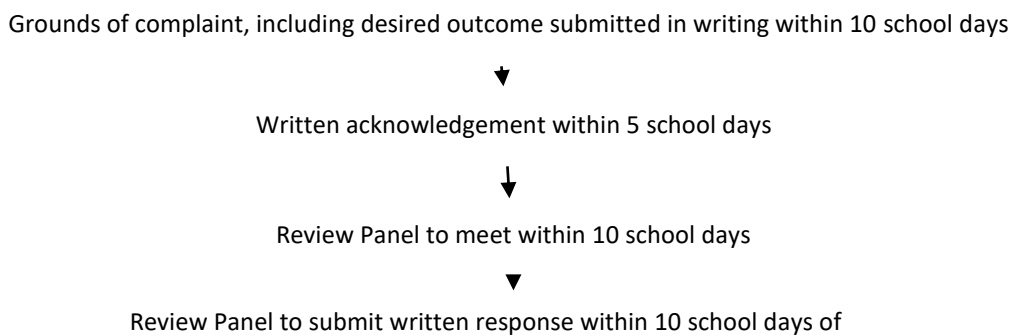 Grounds of complaint, including desired outcome submitted in writing within 10 school days
Written acknowledgement within 5 school days
Review Panel to meet within 10 school days
Review Panel to submit written response within 10 school days of